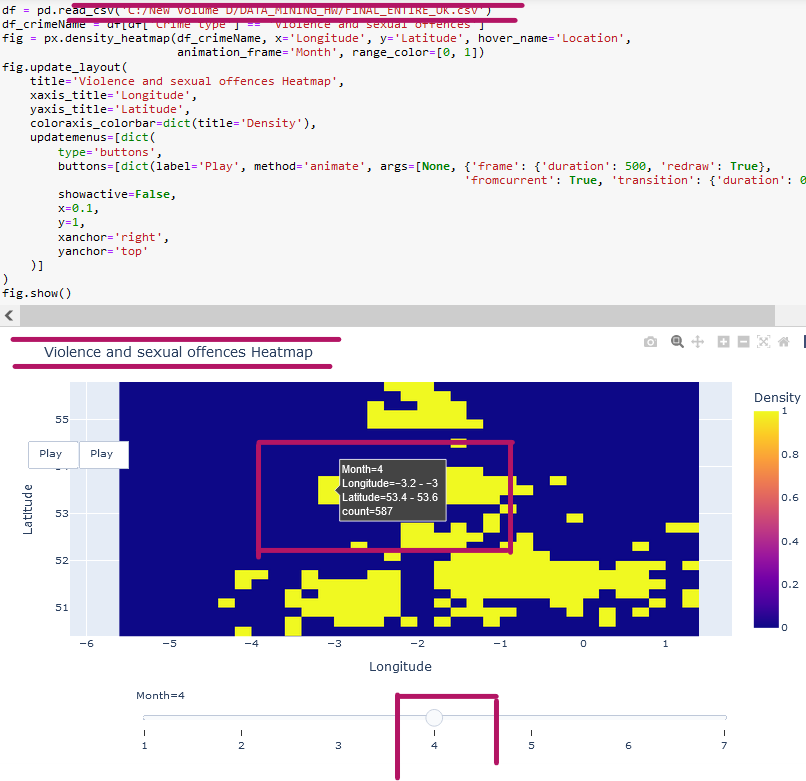 df = pd.read_csv("C:/New Volume D/DATA_MINING_HW/FINAL_ENTIRE_UK.csv")
df_crimeName = df[df['Crime type'] == 'Violence and sexual offences']
fig = px.density_heatmap(df_crimeName, x='Longitude', y='Latitude', hover_name='Location',
animation_frame='Month', range_color=[0, 1])
fig.update_layout(
title='Violence and sexual offences Heatmap',
xaxis_title='Longitude',
yaxis_title='Latitude',
coloraxis_colorbar=dict(title='Density'),
updatemenus=[dict(
type='buttons',
buttons=[dict(label='Play', method='animate', args=[None, {'frame': {'duration': 500, 'redraw': True},
'fromcurrent': True, 'transition': {'duration': 0
showactive=False,
x=0.1,
y=1,
xanchor='right',
yanchor='top'
)]
)
fig.show()
Violence and sexual offences Heatmap
Density
1
0.8
0.6
0.4
0.2
0
55
Play
Play
53
52
51
Latitude
Month=4
Longitude=−3.2 - −3
Latitude=53.4 - 53.6
count=587
−6 −5 −4 −3 −2 −1 0 1
Longitude
Month=4
1 2 3 4 5 6 7